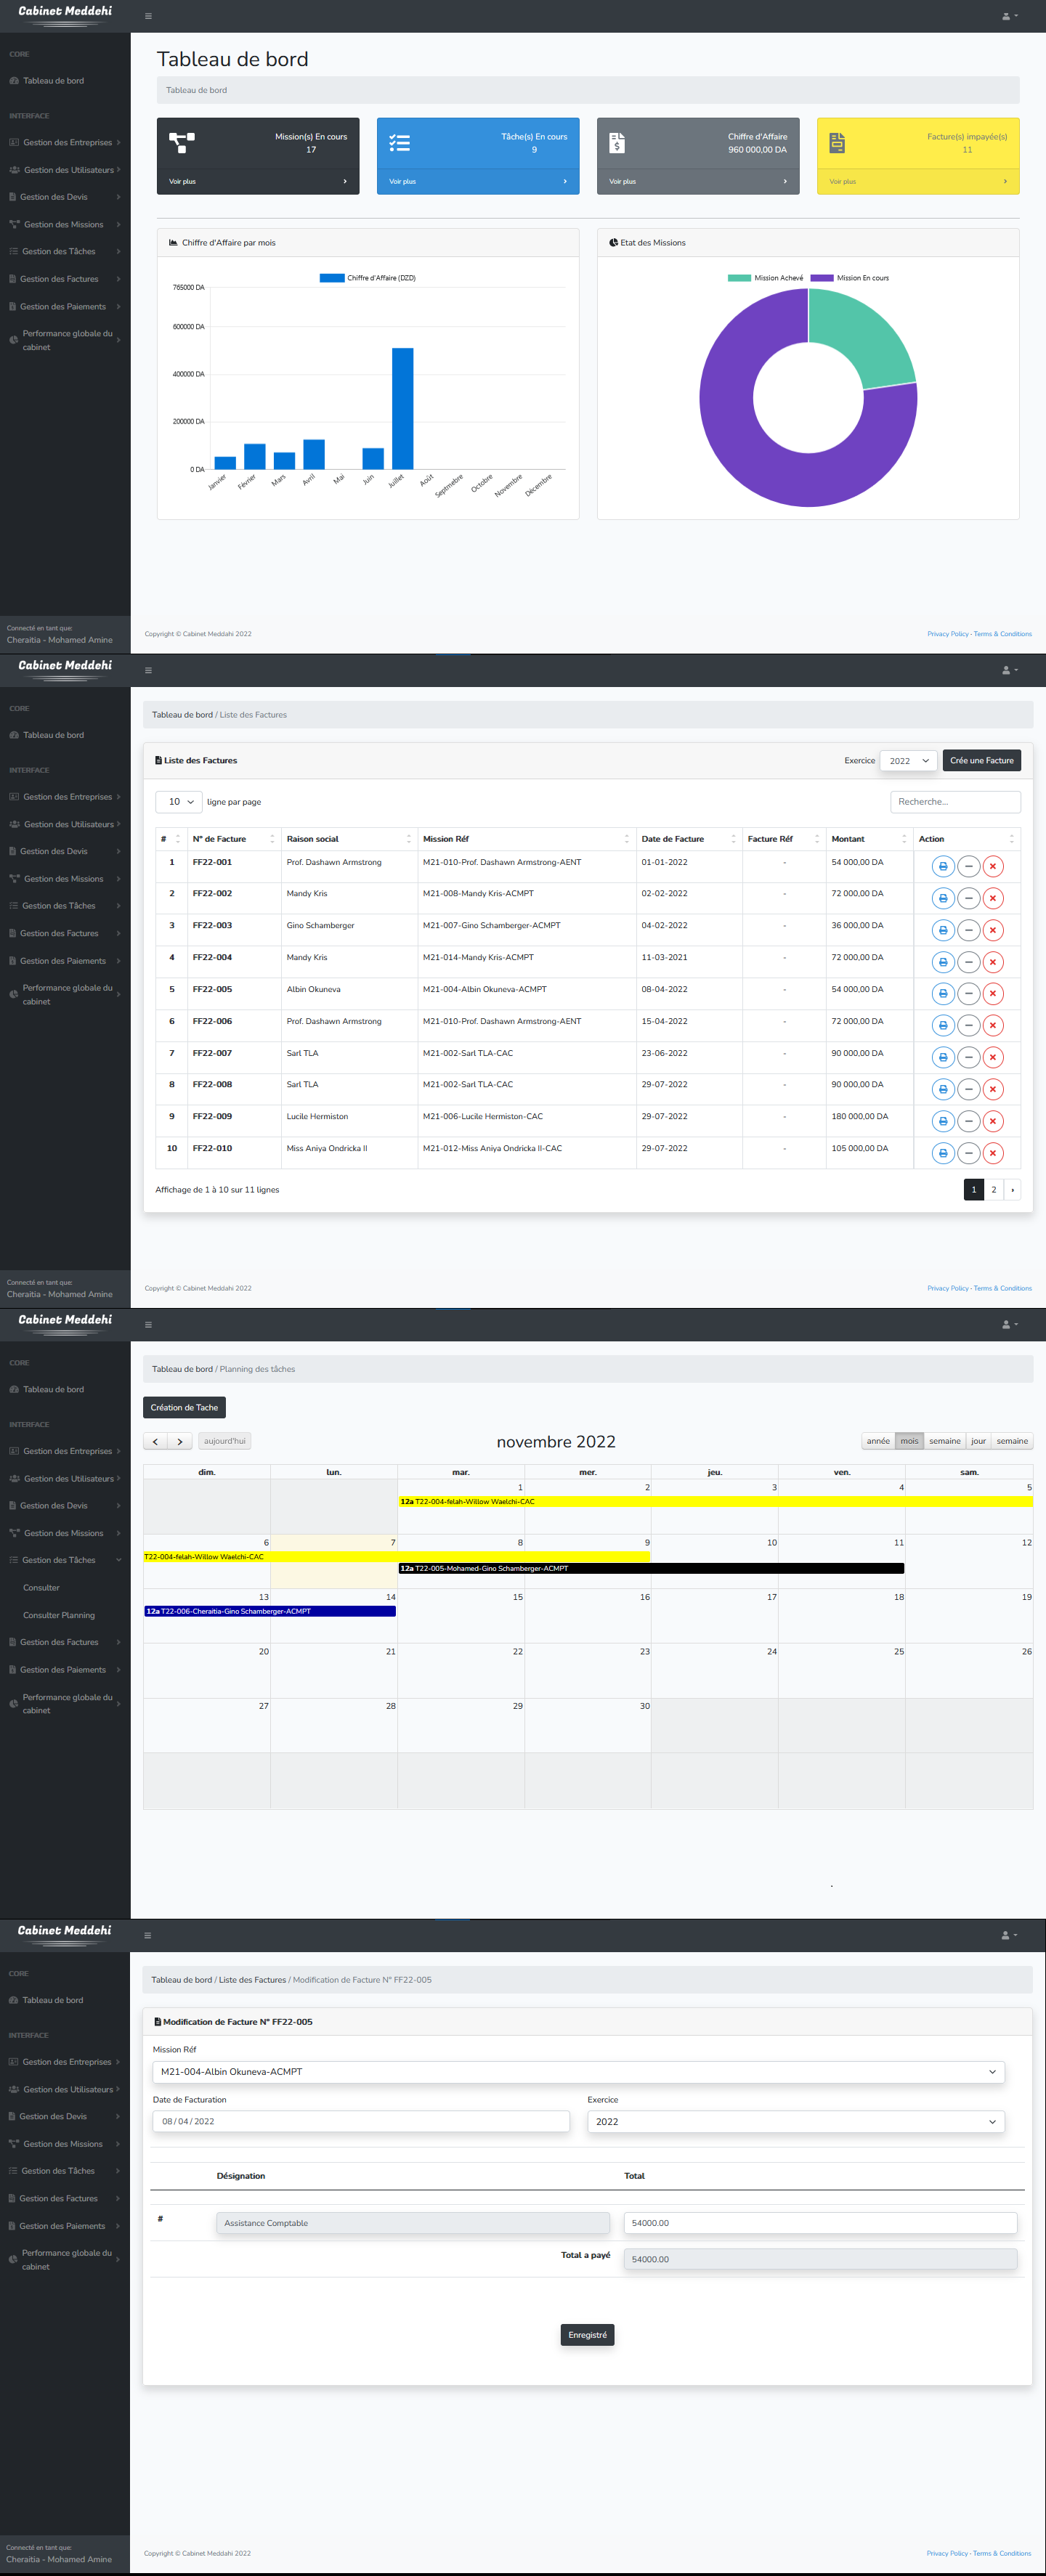 Cabinet Meddehi
CORE
Tableau de bord
INTERFACE
Gestion des Entreprises
Gestion des Utilisateurs
Gestion des Devis
Gestion des Missions
Gestion des Tâches
Gestion des Factures
Gestion des Paiements
Performance globale du
cabinet
Connecté en tant que:
Cheraitia - Mohamed Amine
Tableau de bord
Tableau de bord
Mission(s) En cours
17
Voir plus
Tâche(s) En cours
9
Voir plus
Chiffre d'Affaire
960 000,00 DA
Voir plus
Facture(s) impayée(s)
11
Voir plus
Chiffre d'Affaire par mois
Chiffre d'Affaire (DZD)
765000 DA
600000 DA
400000 DA
200000 DA
0 DA
Janvier Février Mars Avril Mai Juin Juillet Août Septmebre Octobre Novembre Décembre
Etat des Missions
Mission Achevé Mission En cours
Copyright © Cabinet Meddahi 2022
Privacy Policy · Terms & Conditions
Cabinet Meddehi
CORE
Tableau de bord
INTERFACE
Gestion des Entreprises
Gestion des Utilisateurs
Gestion des Devis
Gestion des Missions
Gestion des Tâches
Gestion des Factures
Gestion des Paiements
Performance globale du
cabinet
Connecté en tant que:
Cheraitia - Mohamed Amine
Tableau de bord / Liste des Factures
Liste des Factures
Exercice 2022 Crée une Facture
10 ligne par page
Recherche...
# N° de Facture Raison social Mission Réf Date de Facture Facture Réf Montant Action
1 FF22-001 Prof. Dashawn Armstrong M21-010-Prof. Dashawn Armstrong-AENT 01-01-2022 - 54 000,00 DA
2 FF22-002 Mandy Kris M21-008-Mandy Kris-ACMPT 02-02-2022 - 72 000,00 DA
3 FF22-003 Gino Schamberger M21-007-Gino Schamberger-ACMPT 04-02-2022 - 36 000,00 DA
4 FF22-004 Mandy Kris M21-014-Mandy Kris-ACMPT 11-03-2021 - 72 000,00 DA
5 FF22-005 Albin Okuneva M21-004-Albin Okuneva-ACMPT 08-04-2022 - 54 000,00 DA
6 FF22-006 Prof. Dashawn Armstrong M21-010-Prof. Dashawn Armstrong-AENT 15-04-2022 - 72 000,00 DA
7 FF22-007 Sarl TLA M21-002-Sarl TLA-CAC 23-06-2022 - 90 000,00 DA
8 FF22-008 Sarl TLA M21-002-Sarl TLA-CAC 29-07-2022 - 90 000,00 DA
9 FF22-009 Lucile Hermiston M21-006-Lucile Hermiston-CAC 29-07-2022 - 180 000,00 DA
10 FF22-010 Miss Aniya Ondricka II M21-012-Miss Aniya Ondricka II-CAC 29-07-2022 - 105 000,00 DA
Affichage de 1 à 10 sur 11 lignes
1 2 ›
Copyright © Cabinet Meddahi 2022
Privacy Policy · Terms & Conditions
Cabinet Meddehi
CORE
Tableau de bord
INTERFACE
Gestion des Entreprises
Gestion des Utilisateurs
Gestion des Devis
Gestion des Missions
Gestion des Tâches
Consulter
Consulter Planning
Gestion des Factures
Gestion des Paiements
Performance globale du
cabinet
Tableau de bord / Planning des tâches
Création de Tache
aujourd'hui
novembre 2022
année mois semaine jour semaine
dim. lun. mar. mer. jeu. ven. sam.
1 2 3 4 5
12a T22-004-felah-Willow Waelchi-CAC
6 7 8 9 10 11 12
T22-004-felah-Willow Waelchi-CAC
12a T22-005-Mohamed-Gino Schamberger-ACMPT
13 14 15 16 17 18 19
12a T22-006-Cheraitia-Gino Schamberger-ACMPT
20 21 22 23 24 25 26
27 28 29 30
Cabinet Meddehi
CORE
Tableau de bord
INTERFACE
Gestion des Entreprises
Gestion des Utilisateurs
Gestion des Devis
Gestion des Missions
Gestion des Tâches
Gestion des Factures
Gestion des Paiements
Performance globale du
cabinet
Connecté en tant que:
Cheraitia - Mohamed Amine
Tableau de bord / Liste des Factures / Modification de Facture N° FF22-005
Modification de Facture N° FF22-005
Mission Réf
M21-004-Albin Okuneva-ACMPT
Date de Facturation Exercice
08 / 04 / 2022 2022
Désignation Total
# Assistance Comptable 54000.00
Total a payé 54000.00
Enregistré
Copyright © Cabinet Meddahi 2022
Privacy Policy · Terms & Conditions